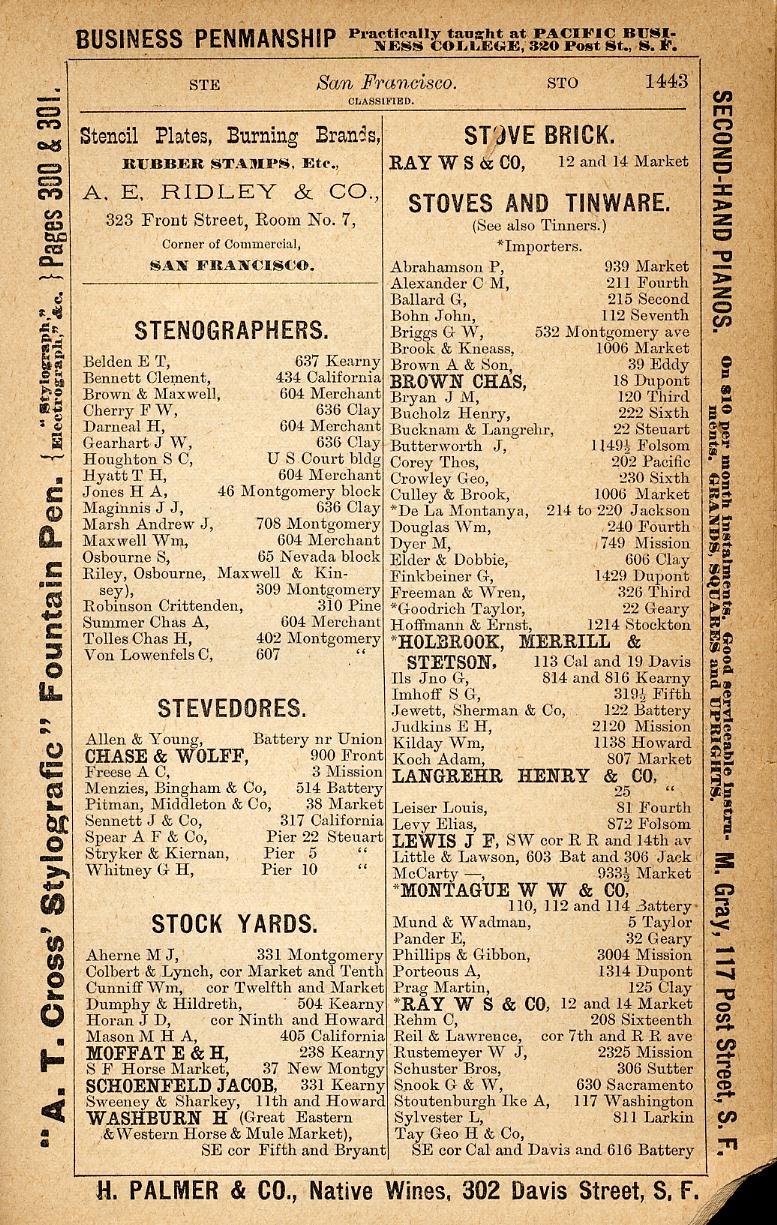 BUSINESS PENMANSHIP Practically taught at PACIFIC BUSI-
NESS COLLEGE, 320 Post St., S. F.
STE San Francisco. STO 1443
CLASSIFIED.
Stencil Plates, Burning Brands,
RUBBER STAMPS, Etc.,
A. E. RIDLEY & CO.,
323 Front Street, Room No. 7,
Corner of Commercial,
SAN FRANCISCO.
STENOGRAPHERS.
Belden E T, 637 Kearny
Bennett Clement, 434 California
Brown & Maxwell, 604 Merchant
Cherry F W, 636 Clay
Darneal H, 604 Merchant
Gearhart J W, 636 Clay
Houghton S C, U S Court bldg
Hyatt T H, 604 Merchant
Jones H A, 46 Montgomery block
Maginnis J J, 636 Clay
Marsh Andrew J, 708 Montgomery
Maxwell Wm, 604 Merchant
Osbourne S, 65 Nevada block
Riley, Osbourne, Maxwell & Kin-
sey), 309 Montgomery
Robinson Crittenden, 310 Pine
Summer Chas A, 604 Merchant
Tolles Chas H, 402 Montgomery
Von Lowenfels C, 607 “
STEVEDORES.
Allen & Young, Battery nr Union
CHASE & WOLFF, 900 Front
Freese A C, 3 Mission
Menzies, Bingham & Co, 514 Battery
Pitman, Middleton & Co, 38 Market
Sennett J & Co, 317 California
Spear A F & Co, Pier 22 Steuart
Stryker & Kiernan, Pier 5 “
Whitney G H, Pier 10 “
STOCK YARDS.
Aherne M J, 331 Montgomery
Colbert & Lynch, cor Market and Tenth
Cunniff Wm, cor Twelfth and Market
Dumphy & Hildreth, 504 Kearny
Horan J D, cor Ninth and Howard
Mason M H A, 405 California
MOFFAT E & H, 238 Kearny
S F Horse Market, 37 New Montgy
SCHOENFELD JACOB, 331 Kearny
Sweeney & Sharkey, 11th and Howard
WASHBURN H (Great Eastern
& Western Horse & Mule Market),
SE cor Fifth and Bryant
STOVE BRICK.
RAY W S & CO, 12 and 14 Market
STOVES AND TINWARE.
(See also Tinners.)
*Importers.
Abrahamson P, 939 Market
Alexander C M, 211 Fourth
Ballard G, 215 Second
Bohn John, 112 Seventh
Briggs G W, 532 Montgomery ave
Brook & Kneass, 1006 Market
Brown A & Son, 39 Eddy
BROWN CHAS, 18 Dupont
Bryan J M, 120 Third
Bucholz Henry, 222 Sixth
Bucknam & Langrehr, 22 Steuart
Butterworth J, 1149½ Folsom
Corey Thos, 202 Pacific
Crowley Geo, 230 Sixth
Culley & Brook, 1006 Market
*De La Montanya, 214 to 220 Jackson
Douglas Wm, 240 Fourth
Dyer M, 749 Mission
Elder & Dobbie, 606 Clay
Finkbeiner G, 1429 Dupont
Freeman & Wren, 326 Third
*Goodrich Taylor, 22 Geary
Hoffmann & Ernst, 1214 Stockton
*HOLBROOK, MERRILL &
STETSON, 113 Cal and 19 Davis
Ils Jno G, 814 and 816 Kearny
Imhoff S G, 319½ Fifth
Jewett, Sherman & Co, 122 Battery
Judkins E H, 2120 Mission
Kilday Wm, 1138 Howard
Koch Adam, 807 Market
LANGREHR HENRY & CO,
25 “
Leiser Louis, 81 Fourth
Levy Elias, 872 Folsom
LEWIS J F, SW cor R R and 14th av
Little & Lawson, 603 Bat and 306 Jack
McCarty —, 933½ Market
*MONTAGUE W W & CO,
110, 112 and 114 Battery
Mund & Wadman, 5 Taylor
Pander E, 32 Geary
Phillips & Gibbon, 3004 Mission
Porteous A, 1314 Dupont
Prag Martin, 125 Clay
*RAY W S & CO, 12 and 14 Market
Rehm C, 208 Sixteenth
Reil & Lawrence, cor 7th and R R ave
Rustemeyer W J, 2325 Mission
Schuster Bros, 306 Sutter
Snook G & W, 630 Sacramento
Stoutenburgh Ike A, 117 Washington
Sylvester L, 811 Larkin
Tay Geo H & Co,
SE cor Cal and Davis and 616 Battery
"A. T. Cross' Stylografic" Fountain Pen. { "Stylograph," Electrograph," &c. } Pages 300 & 301.
SECOND-HAND PIANOS. On $10 per month instalments. Good serviceable Instru-
ments. GRANDS, SQUARES and UPRIGHTS. M. Gray, 117 Post Street, S. F.
H. PALMER & CO., Native Wines, 302 Davis Street, S. F.